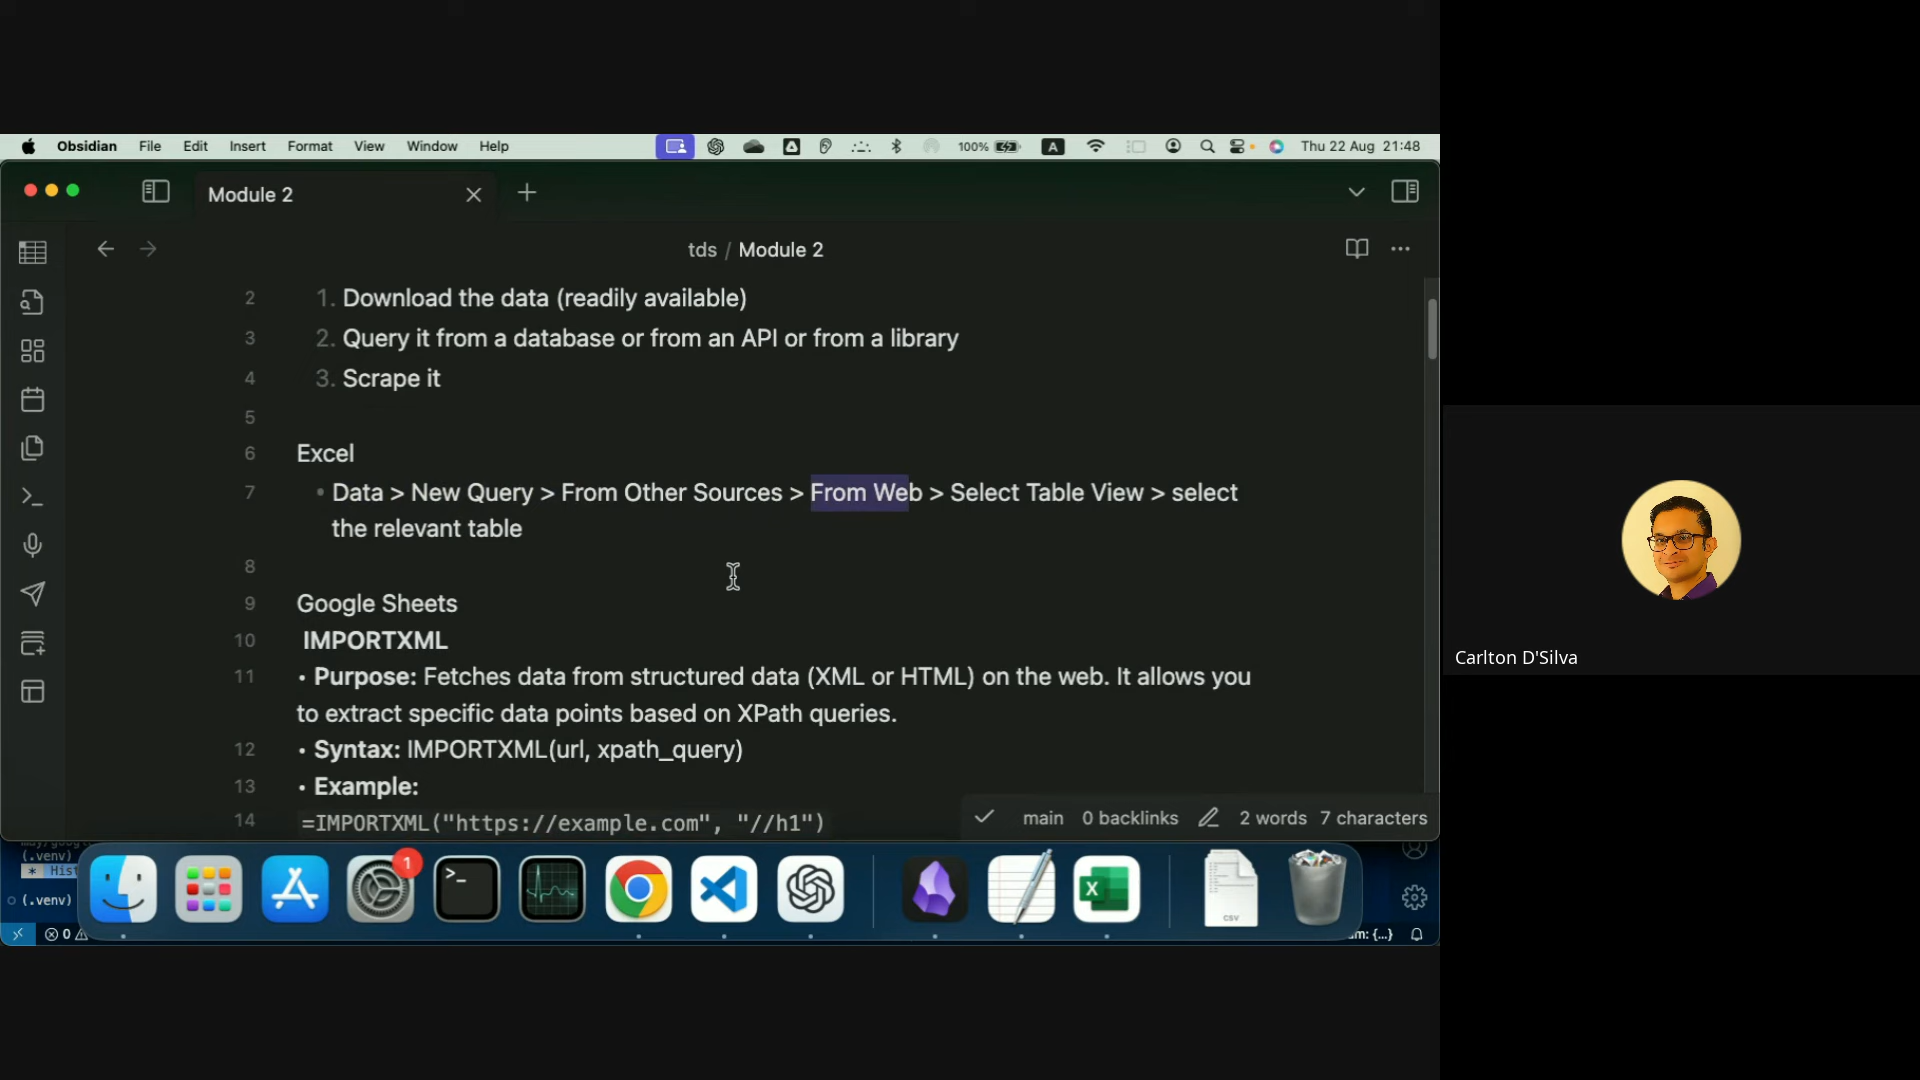 Obsidian File Edit Insert Format View Window Help 100% A Thu 22 Aug 21:48
Module 2
tds / Module 2
2 1. Download the data (readily available)
3 2. Query it from a database or from an API or from a library
4 3. Scrape it
5
6 Excel
7 • Data > New Query > From Other Sources > From Web > Select Table View > select
the relevant table
8
9 Google Sheets
10 IMPORTXML
11 • Purpose: Fetches data from structured data (XML or HTML) on the web. It allows you
to extract specific data points based on XPath queries.
12 • Syntax: IMPORTXML(url, xpath_query)
13 • Example:
14 =IMPORTXML("https://example.com", "//h1")
main 0 backlinks 2 words 7 characters
(.venv)
* Hist
(.venv)
0
1
>_
X
CSV
{...}
Carlton D'Silva